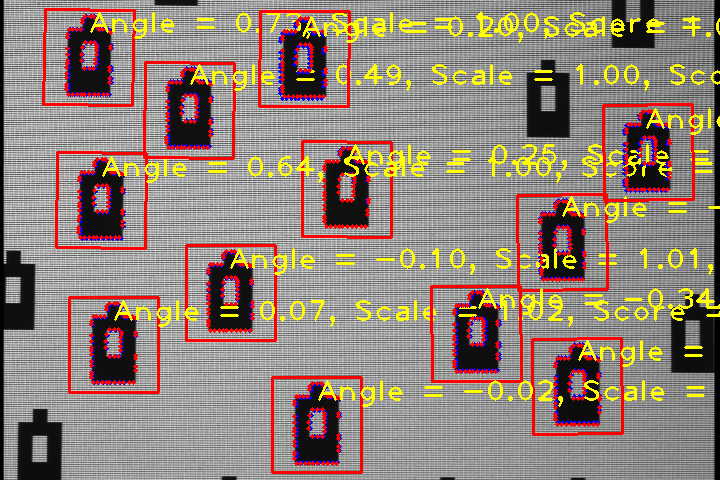 Angle = 0.73, Scale = 1.00, Score =
Angle = 0.20, Scale = 1.0
Angle = 0.49, Scale = 1.00, Sco
Angle
Angle = 0.25, Scale =
Angle = 0.64, Scale = 1.00, Score =
Angle = -
Angle = -0.10, Scale = 1.01,
Angle = -0.34,
Angle = 0.07, Scale = 1.02, Score =
Angle =
Angle = -0.02, Scale =